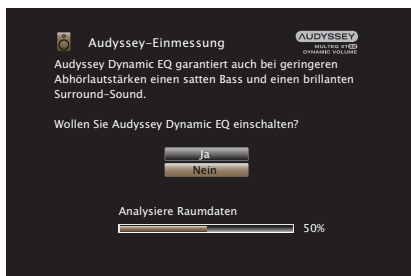 Audyssey-Einmessung
AUDYSSEY
MULTEQ XT32
DYNAMIC VOLUME
Audyssey Dynamic EQ garantiert auch bei geringeren
Abhörlautstärken einen satten Bass und einen brillanten
Surround-Sound.
Wollen Sie Audyssey Dynamic EQ einschalten?
Ja
Nein
Analysiere Raumdaten
50%